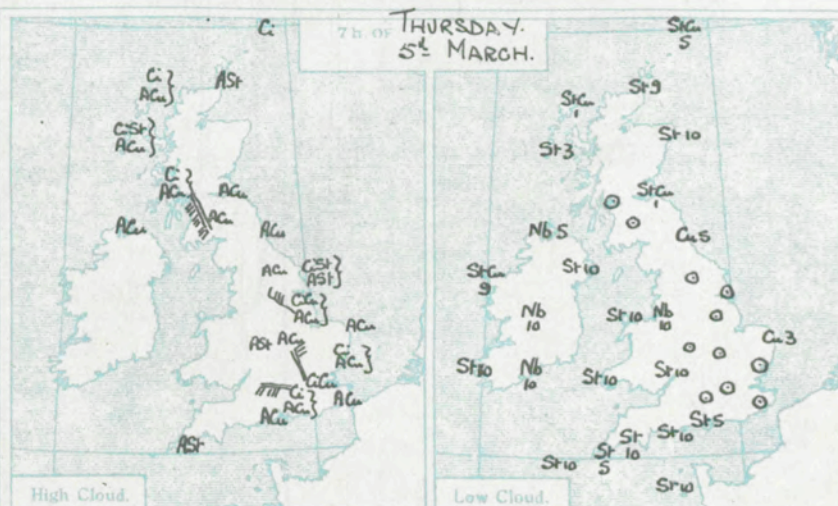 7h. OF THURSDAY.
5th MARCH.
Ci
ASt
Ci
ACu
CiSt
ACu
Ci
ACu
ACu
ACu
ACu
ACu
ACu
CiSt
ASt
CiCu
ACu
ACu
ASt
ACu
Ci
ACu
CiCu
Ci
ACu
ACu
ACu
ASt
High Cloud.
StCu
5
St 9
StCu
1
St 10
St 3
StCu
1
Nb 5
Cu 5
St 10
StCu
9
Nb
10
St 10
Nb
10
Cu 3
St 10
Nb
10
St 10
St 10
St 5
St 10
St
10
St
5
St 10
St 10
Low Cloud.